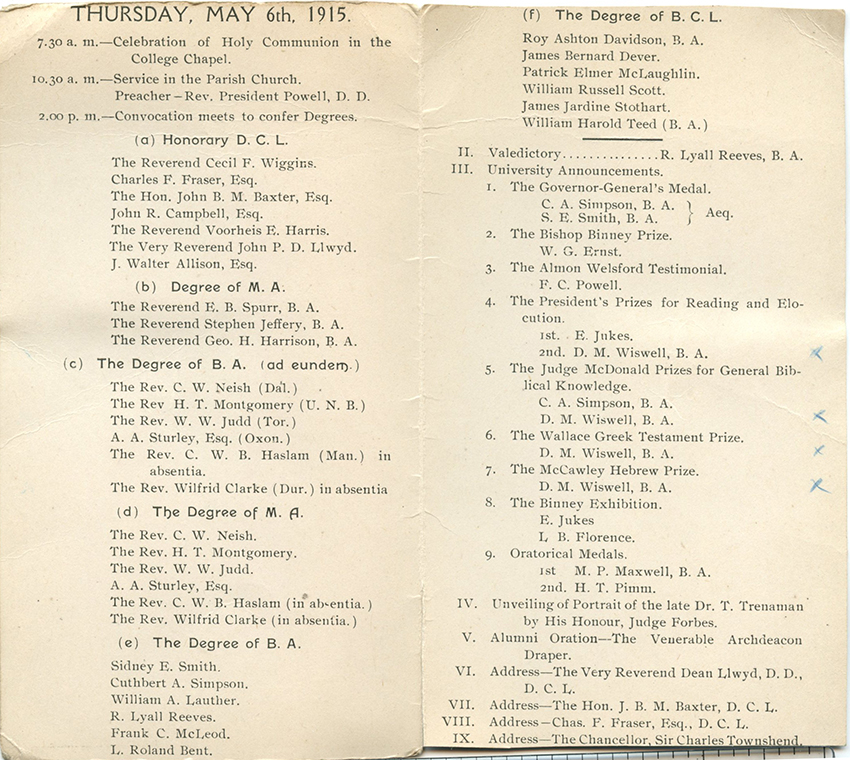 THURSDAY, MAY 6th, 1915.
7.30 a. m.—Celebration of Holy Communion in the
College Chapel.
10.30 a. m.—Service in the Parish Church.
Preacher—Rev. President Powell, D. D.
2.00 p. m.—Convocation meets to confer Degrees.
(a) Honorary D. C. L.
The Reverend Cecil F. Wiggins.
Charles F. Fraser, Esq.
The Hon. John B. M. Baxter, Esq.
John R. Campbell, Esq.
The Reverend Voorheis E. Harris.
The Very Reverend John P. D. Llwyd.
J. Walter Allison, Esq.
(b) Degree of M. A.
The Reverend E. B. Spurr, B. A.
The Reverend Stephen Jeffery, B. A.
The Reverend Geo. H. Harrison, B. A.
(c) The Degree of B. A. (ad eundem.)
The Rev. C. W. Neish (Dal.)
The Rev H. T. Montgomery (U. N. B.)
The Rev. W. W. Judd (Tor.)
A. A. Sturley, Esq. (Oxon.)
The Rev. C. W. B. Haslam (Man.) in
absentia.
The Rev. Wilfrid Clarke (Dur.) in absentia
(d) The Degree of M. A.
The Rev. C. W. Neish.
The Rev. H. T. Montgomery.
The Rev. W. W. Judd.
A. A. Sturley, Esq.
The Rev. C. W. B. Haslam (in absentia.)
The Rev. Wilfrid Clarke (in absentia.)
(e) The Degree of B. A.
Sidney E. Smith.
Cuthbert A. Simpson.
William A. Lauther.
R. Lyall Reeves.
Frank C. McLeod.
L. Roland Bent.
(f) The Degree of B. C. L.
Roy Ashton Davidson, B. A.
James Bernard Dever.
Patrick Elmer McLaughlin.
William Russell Scott.
James Jardine Stothart.
William Harold Teed (B. A.)
II. Valedictory...............R. Lyall Reeves, B. A.
III. University Announcements.
1. The Governor-General's Medal.
C. A. Simpson, B. A. } Aeq.
S. E. Smith, B. A.
2. The Bishop Binney Prize.
W. G. Ernst.
3. The Almon Welsford Testimonial.
F. C. Powell.
4. The President's Prizes for Reading and Elo-
cution.
1st. E. Jukes.
2nd. D. M. Wiswell, B. A. x
5. The Judge McDonald Prizes for General Bib-
lical Knowledge.
C. A. Simpson, B. A.
D. M. Wiswell, B. A. x
6. The Wallace Greek Testament Prize.
D. M. Wiswell, B. A. x
7. The McCawley Hebrew Prize.
D. M. Wiswell, B. A. x
8. The Binney Exhibition.
E. Jukes
L B. Florence.
9. Oratorical Medals.
1st M. P. Maxwell, B. A.
2nd. H. T. Pimm.
IV. Unveiling of Portrait of the late Dr. T. Trenaman
by His Honour, Judge Forbes.
V. Alumni Oration—The Venerable Archdeacon
Draper.
VI. Address—The Very Reverend Dean Llwyd, D. D.,
D. C. L.
VII. Address—The Hon. J. B. M. Baxter, D. C. L.
VIII. Address—Chas. F. Fraser, Esq., D. C. L.
IX. Address—The Chancellor, Sir Charles Townshend.